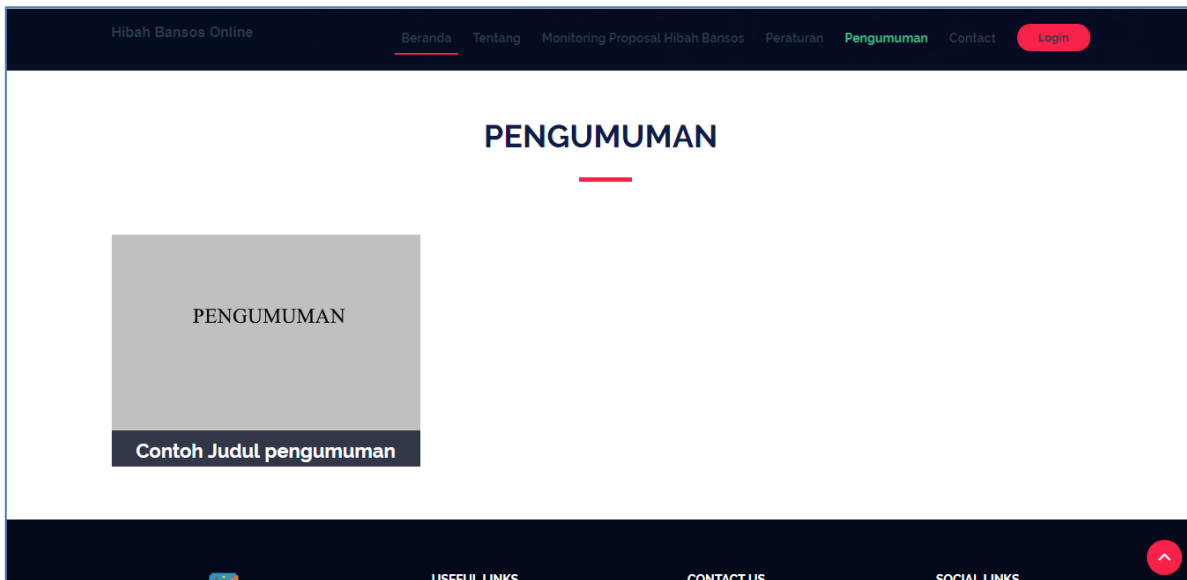 Hibah Bansos Online
Beranda Tentang Monitoring Proposal Hibah Bansos Peraturan Pengumuman Contact Login
PENGUMUMAN
PENGUMUMAN
Contoh Judul pengumuman
USEFUL LINKS CONTACT US SOCIAL LINKS